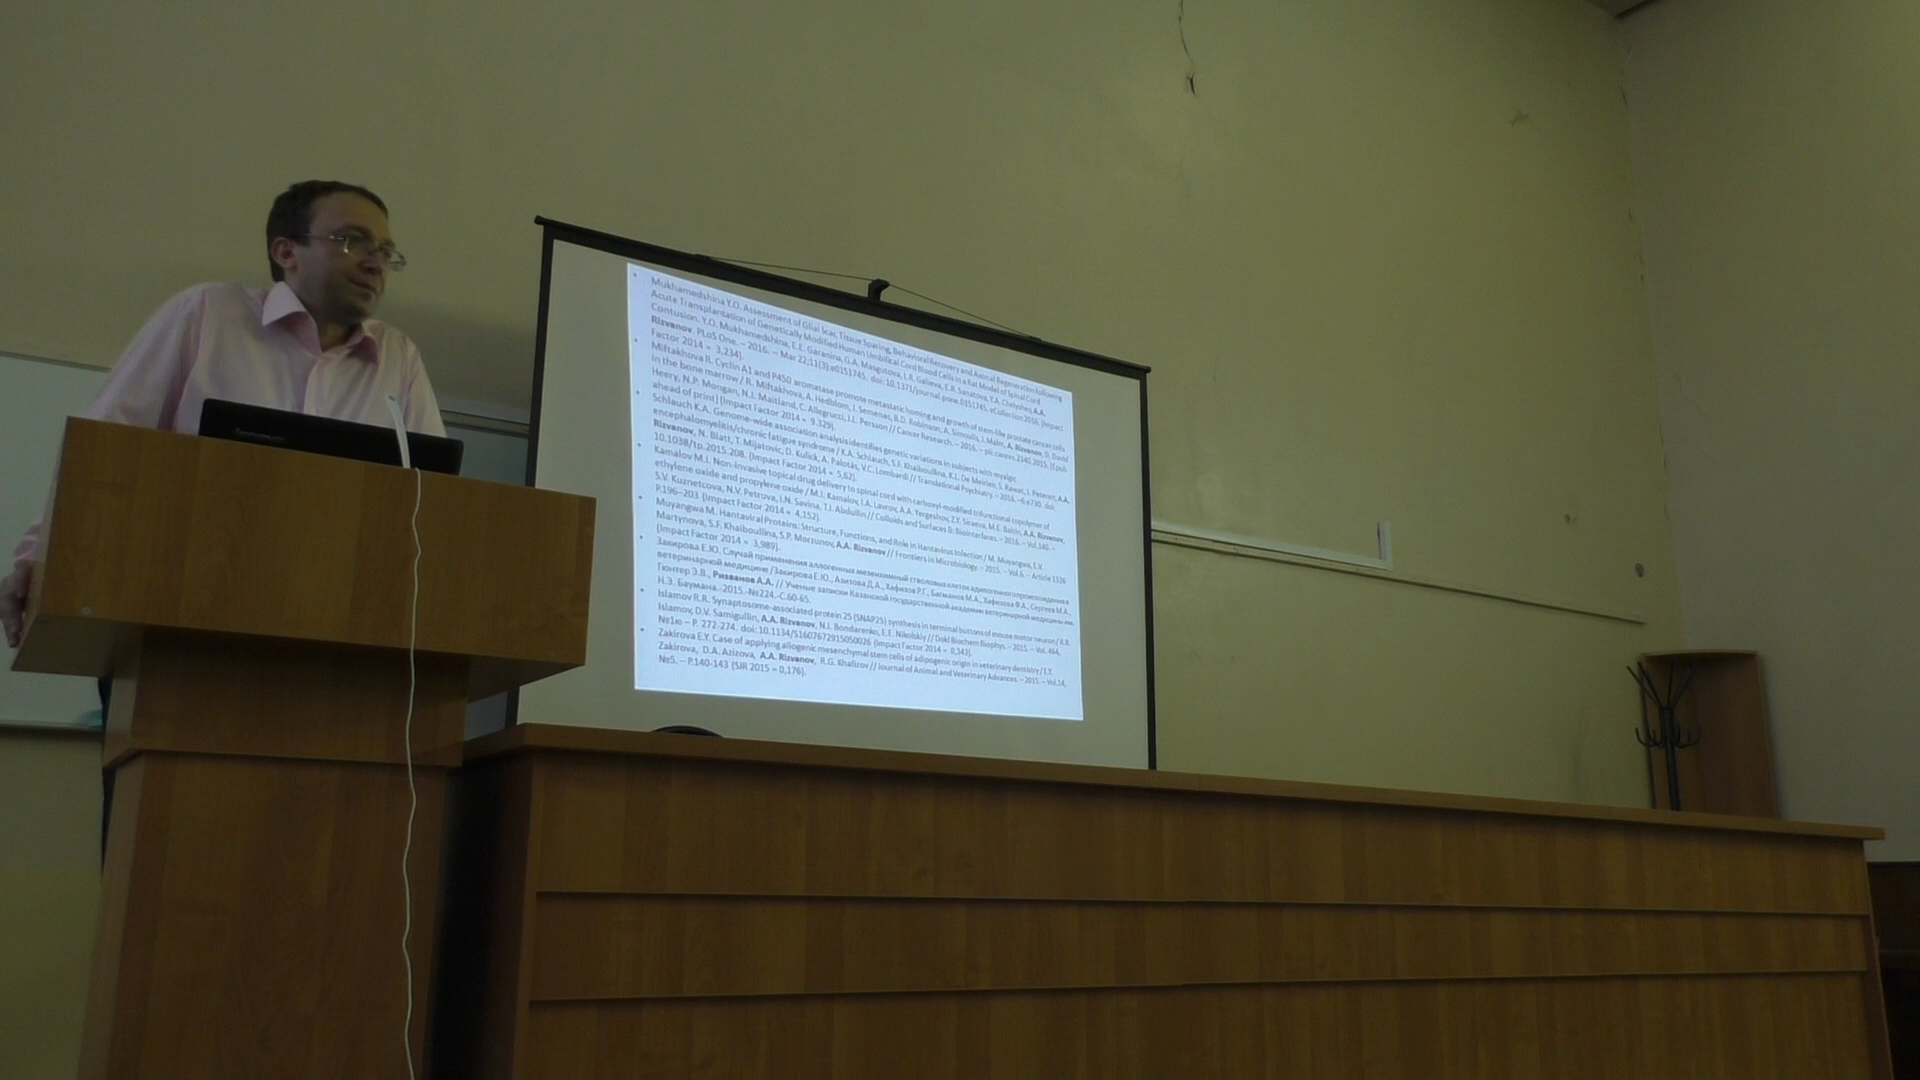 • Mukhamedshina Y.O. Assessment of Glial Scar, Tissue Sparing, Behavioral Recovery and Axonal Regeneration following
Acute Transplantation of Genetically Modified Human Umbilical Cord Blood Cells in a Rat Model of Spinal Cord
Contusion. Y.O. Mukhamedshina, E.E. Garanina, G.A. Masgutova, L.R. Galieva, E.R. Sanatova, Y.A. Chelyshev, A.A.
Rizvanov. PLoS One. – 2016. – Mar 22;11(3):e0151745. doi: 10.1371/journal.pone.0151745. eCollection 2016. (Impact
Factor 2014 = 3,234).
• Miftakhova R. Cyclin A1 and P450 aromatase promote metastatic homing and growth of stem-like prostate cancer cells
in the bone marrow / R. Miftakhova, A. Hedblom, J. Semenas, B.D. Robinson, A. Simoulis, J. Malm, A. Rizvanov, D. David
Heery, N.P. Mongan, N.J. Maitland, C. Allegrucci, J.L. Persson // Cancer Research. – 2016. – pii: canres.2140.2015. [Epub
ahead of print] (Impact Factor 2014 = 9.329).
• Schlauch K.A. Genome-wide association analysis identifies genetic variations in subjects with myalgic
encephalomyelitis/chronic fatigue syndrome / K.A. Schlauch, S.F. Khaiboullina, K.L. De Meirleir, S. Rawat, J. Petereit, A.A.
Rizvanov, N. Blatt, T. Mijatovic, D. Kulick, A. Palotás, V.C. Lombardi // Translational Psychiatry. – 2016. –6:e730. doi:
10.1038/tp.2015.208. (Impact Factor 2014 = 5,62).
• Kamalov M.I. Non-invasive topical drug delivery to spinal cord with carboxyl-modified trifunctional copolymer of
ethylene oxide and propylene oxide / M.I. Kamalov, I.A. Lavrov, A.A. Yergeshov, Z.Y. Siraeva, M.E. Baltin, A.A. Rizvanov,
S.V. Kuznetcova, N.V. Petrova, I.N. Savina, T.I. Abdullin // Colloids and Surfaces B: Biointerfaces. – 2016. – Vol.140. –
P.196–203 (Impact Factor 2014 = 4,152).
• Muyangwa M. Hantaviral Proteins: Structure, Functions, and Role in Hantavirus Infection / M. Muyangwa, E.V.
Martynova, S.F. Khaiboullina, S.P. Morzunov, A.A. Rizvanov // Frontiers in Microbiology. – 2015. – Vol.6. – Article 1326
(Impact Factor 2014 = 3,989).
• Закирова Е.Ю. Случай применения аллогенных мезенхимный стволовых клеток адипогенного происхождения в
ветеринарной медицине / Закирова Е.Ю., Азизова Д.А., Хафизов Р.Г., Багманов М.А., Хафизова Ф.А., Сергеев М.А.,
Гюнтер Э.В., Ризванов А.А. // Ученые записки Казанской государственной академии ветеринарной медицины им.
Н.Э. Баумана.-2015.-№224.-С.60-65.
• Islamov R.R. Synaptosome-associated protein 25 (SNAP25) synthesis in terminal buttons of mouse motor neuron / R.R.
Islamov, D.V. Samigullin, A.A. Rizvanov, N.I. Bondarenko, E.E. Nikolskiy // Dokl Biochem Biophys. – 2015. – Vol. 464,
№1ю – P. 272-274. doi: 10.1134/S1607672915050026 (Impact Factor 2014 = 0,343).
• Zakirova E.Y. Case of applying allogenic mesenchymal stem cells of adipogenic origin in veterinary dentistry / E.Y.
Zakirova, D.A. Azizova, A.A. Rizvanov, R.G. Khafizov // Journal of Animal and Veterinary Advances. – 2015. – Vol.14,
№5. – P.140-143 (SJR 2015 = 0,176).